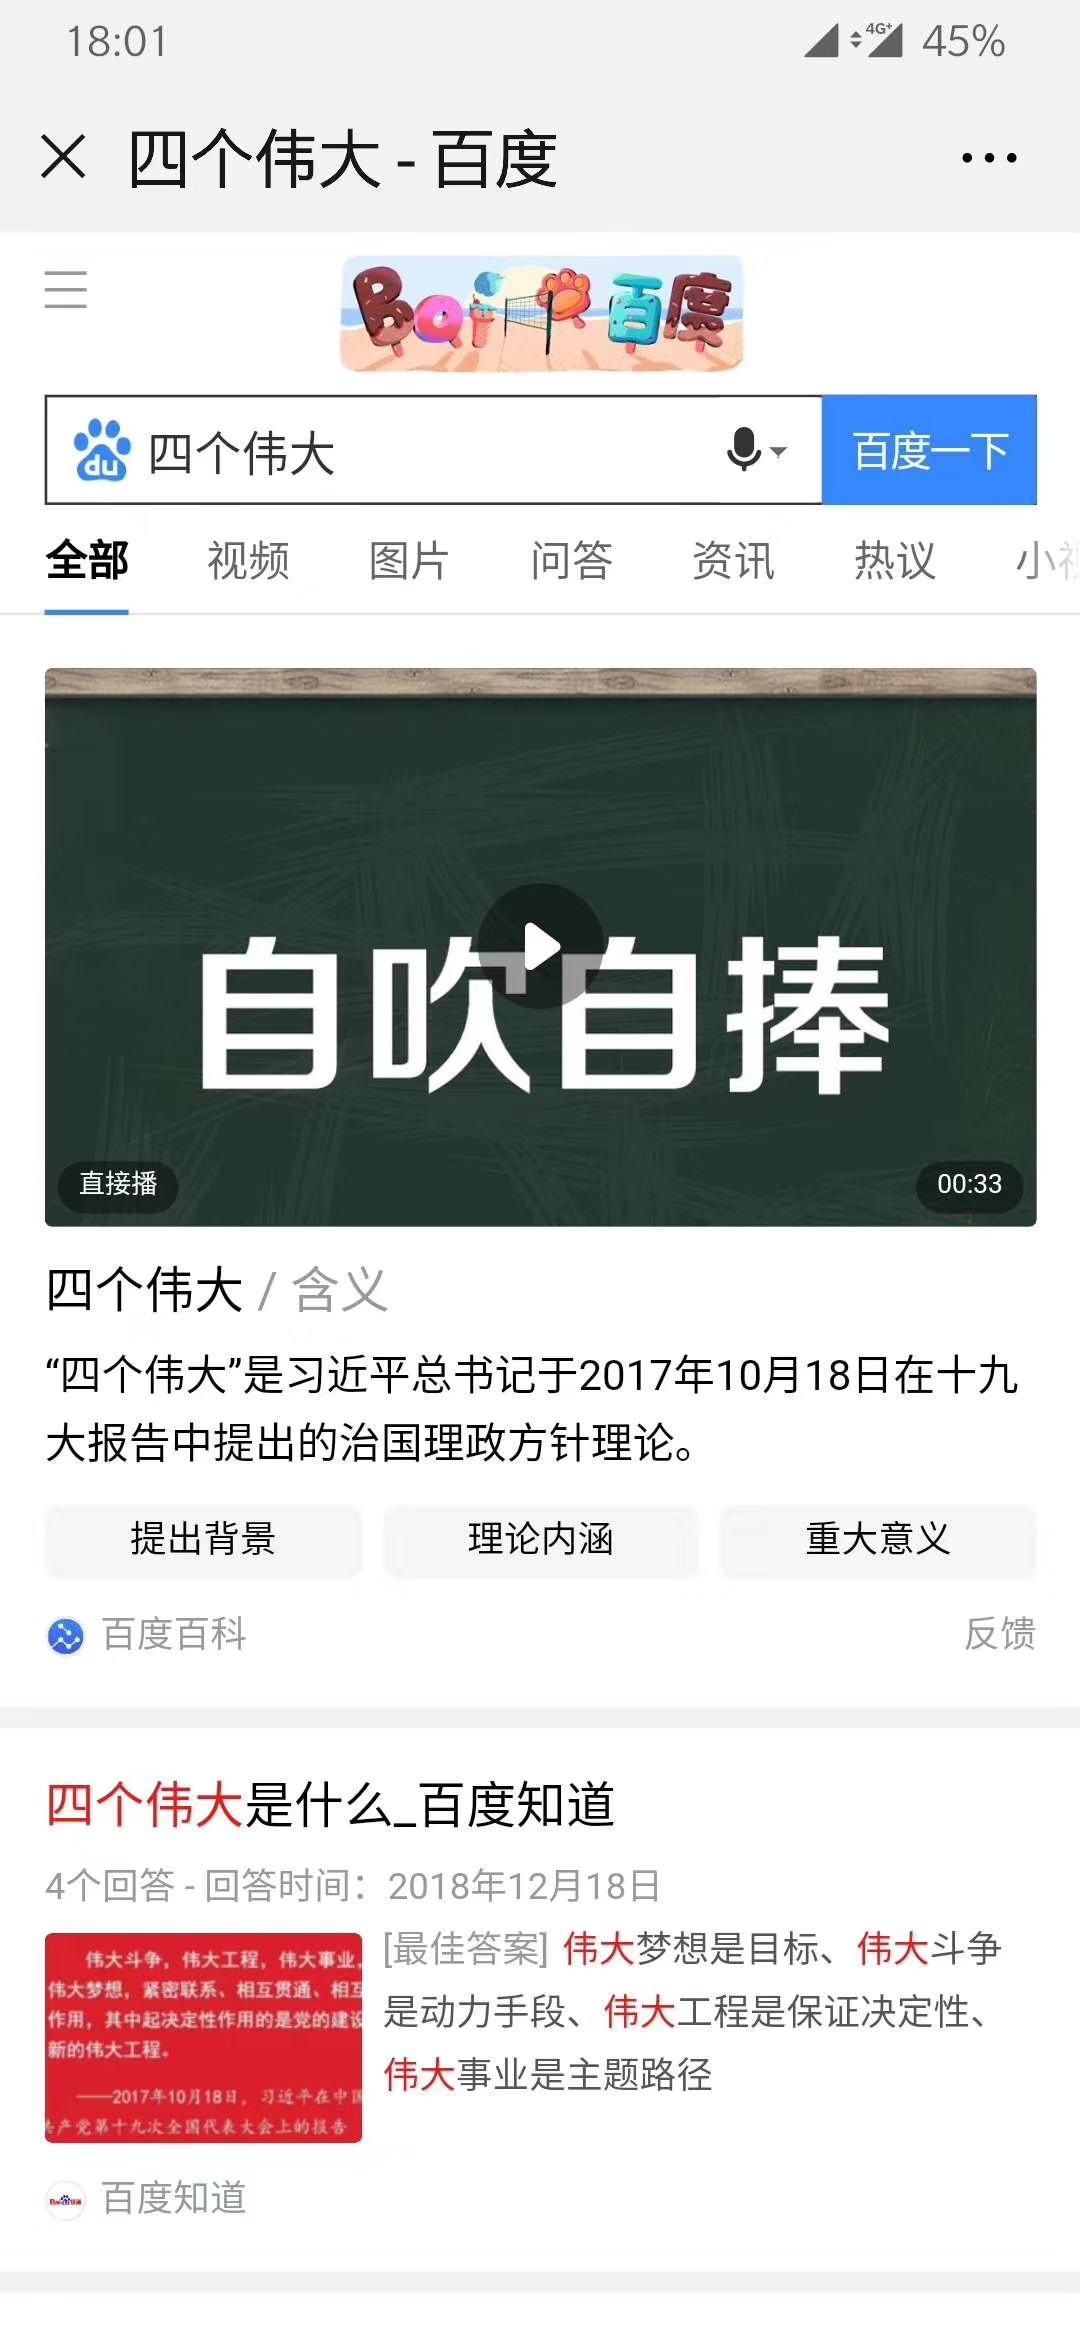 18:01
4G+ 45%
四个伟大 - 百度
Bai 百度
du 四个伟大 百度一下
全部 视频 图片 问答 资讯 热议 小视
自吹自捧
直接播 00:33
四个伟大 / 含义
“四个伟大”是习近平总书记于2017年10月18日在十九
大报告中提出的治国理政方针理论。
提出背景 理论内涵 重大意义
百度百科 反馈
四个伟大是什么_百度知道
4个回答 - 回答时间：2018年12月18日
伟大斗争，伟大工程，伟大事业，
伟大梦想，紧密联系、相互贯通、相互
作用，其中起决定性作用的是党的建设
新的伟大工程。
——2017年10月18日，习近平在中国
共产党第十九次全国代表大会上的报告
[最佳答案] 伟大梦想是目标、伟大斗争
是动力手段、伟大工程是保证决定性、
伟大事业是主题路径
百度知道